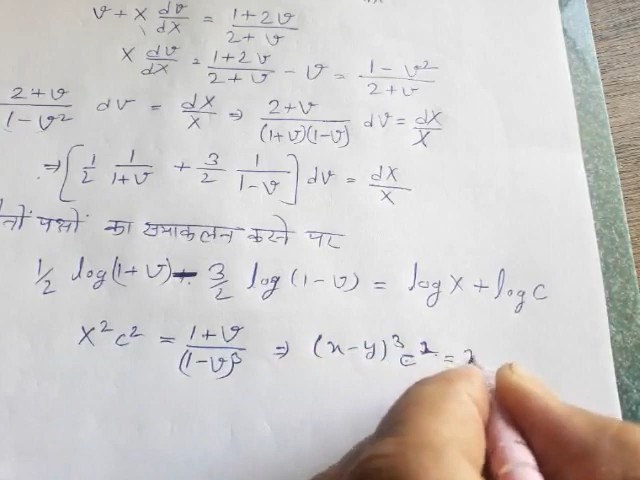 v + x dv/dx = (1+2v)/(2+v)
x dv/dx = (1+2v)/(2+v) - v = (1-v²)/(2+v)
(2+v)/(1-v²) dv = dx/x ⇒ (2+v)/((1+v)(1-v)) dv = dx/x
⇒ [1/2 1/(1+v) + 3/2 1/(1-v)] dv = dx/x
पक्षों का समाकलन करने पर
1/2 log(1+v) - 3/2 log(1-v) = log x + log c
x²c² = (1+v)/(1-v)³ ⇒ (x-y)³ c² =